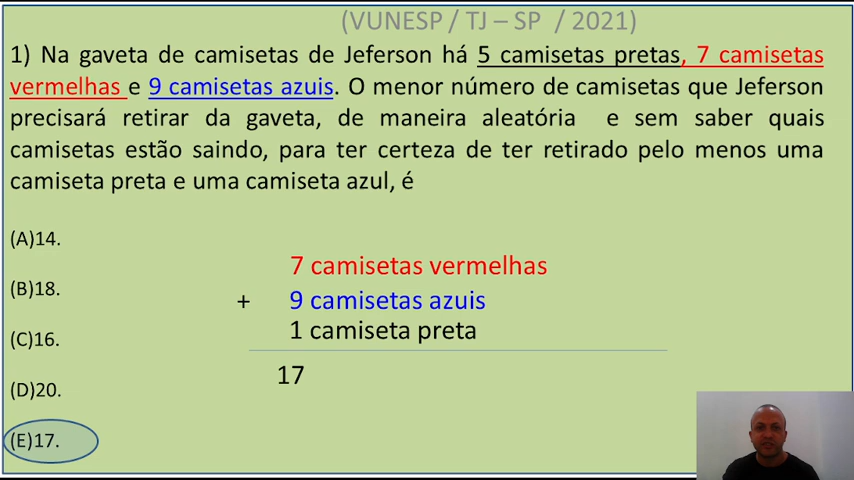 (VUNESP / TJ – SP / 2021)
1) Na gaveta de camisetas de Jeferson há 5 camisetas pretas, 7 camisetas
vermelhas e 9 camisetas azuis. O menor número de camisetas que Jeferson
precisará retirar da gaveta, de maneira aleatória e sem saber quais
camisetas estão saindo, para ter certeza de ter retirado pelo menos uma
camiseta preta e uma camiseta azul, é
(A)14.
(B)18.
(C)16.
(D)20.
(E)17.
7 camisetas vermelhas
+ 9 camisetas azuis
1 camiseta preta
17